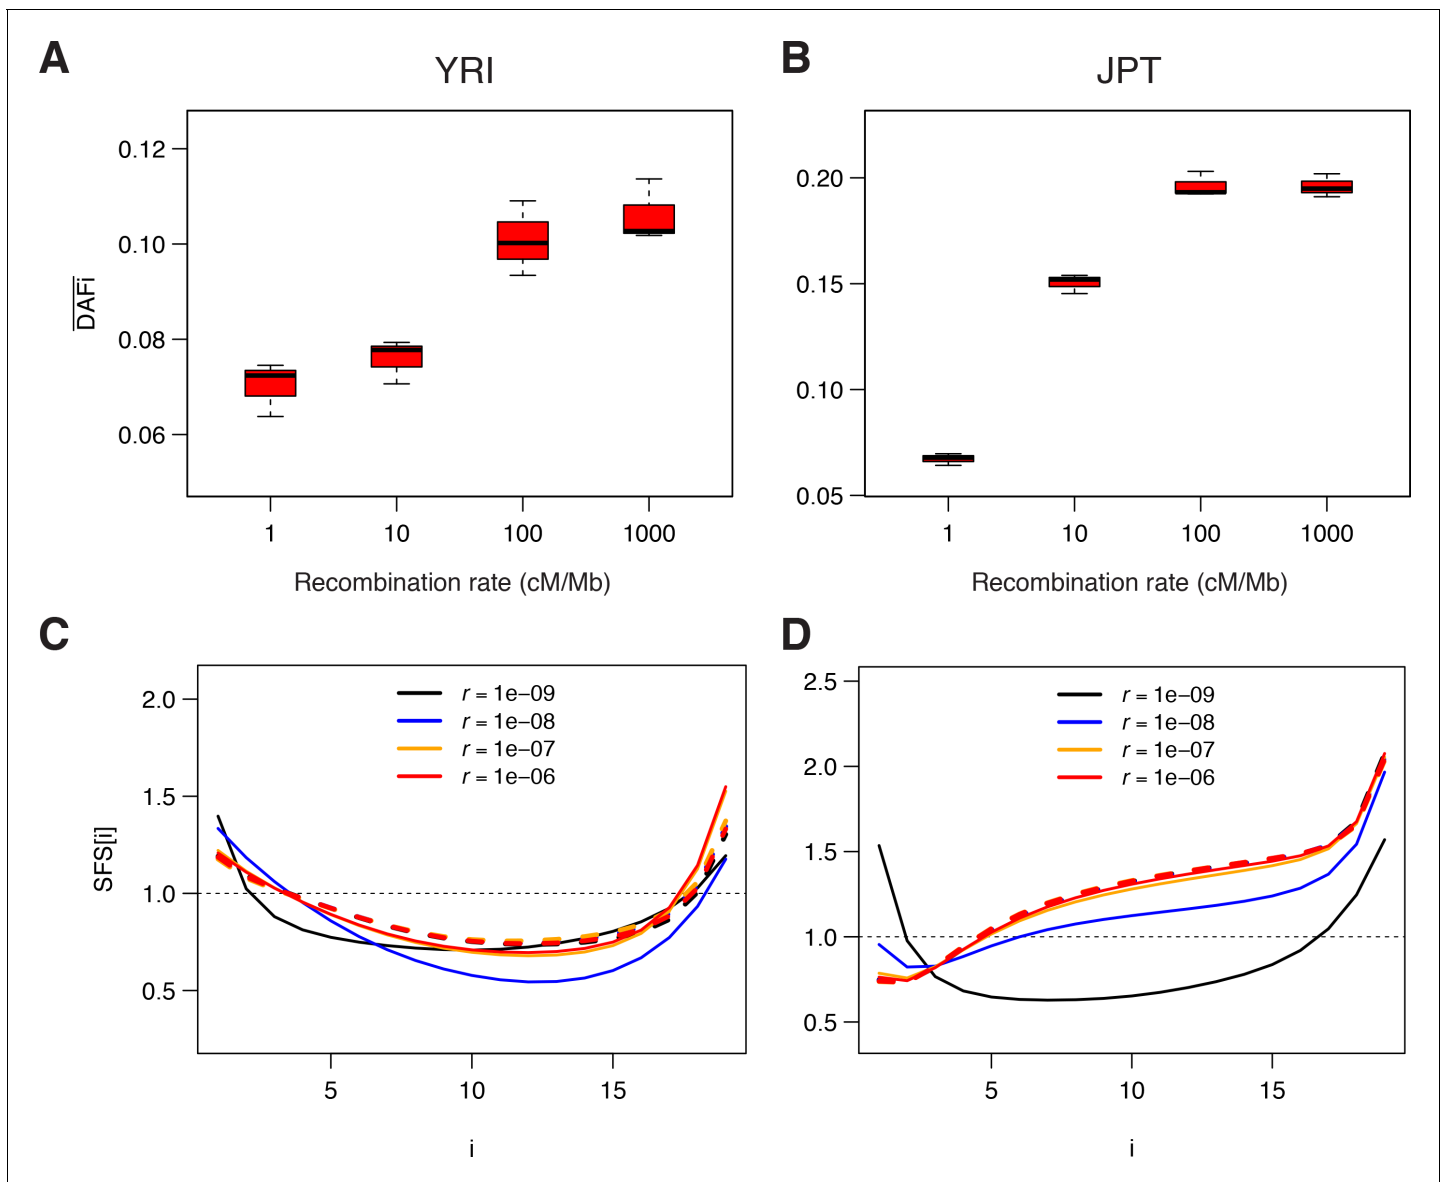 A
YRI
0.12
0.10
0.08
0.06
DAFi
1 10 100 1000
Recombination rate (cM/Mb)
B
JPT
0.20
0.15
0.10
0.05
1 10 100 1000
Recombination rate (cM/Mb)
C
2.0
1.5
1.0
0.5
SFS[i]
r = 1e−09
r = 1e−08
r = 1e−07
r = 1e−06
5 10 15
i
D
2.5
2.0
1.5
1.0
0.5
r = 1e−09
r = 1e−08
r = 1e−07
r = 1e−06
5 10 15
i